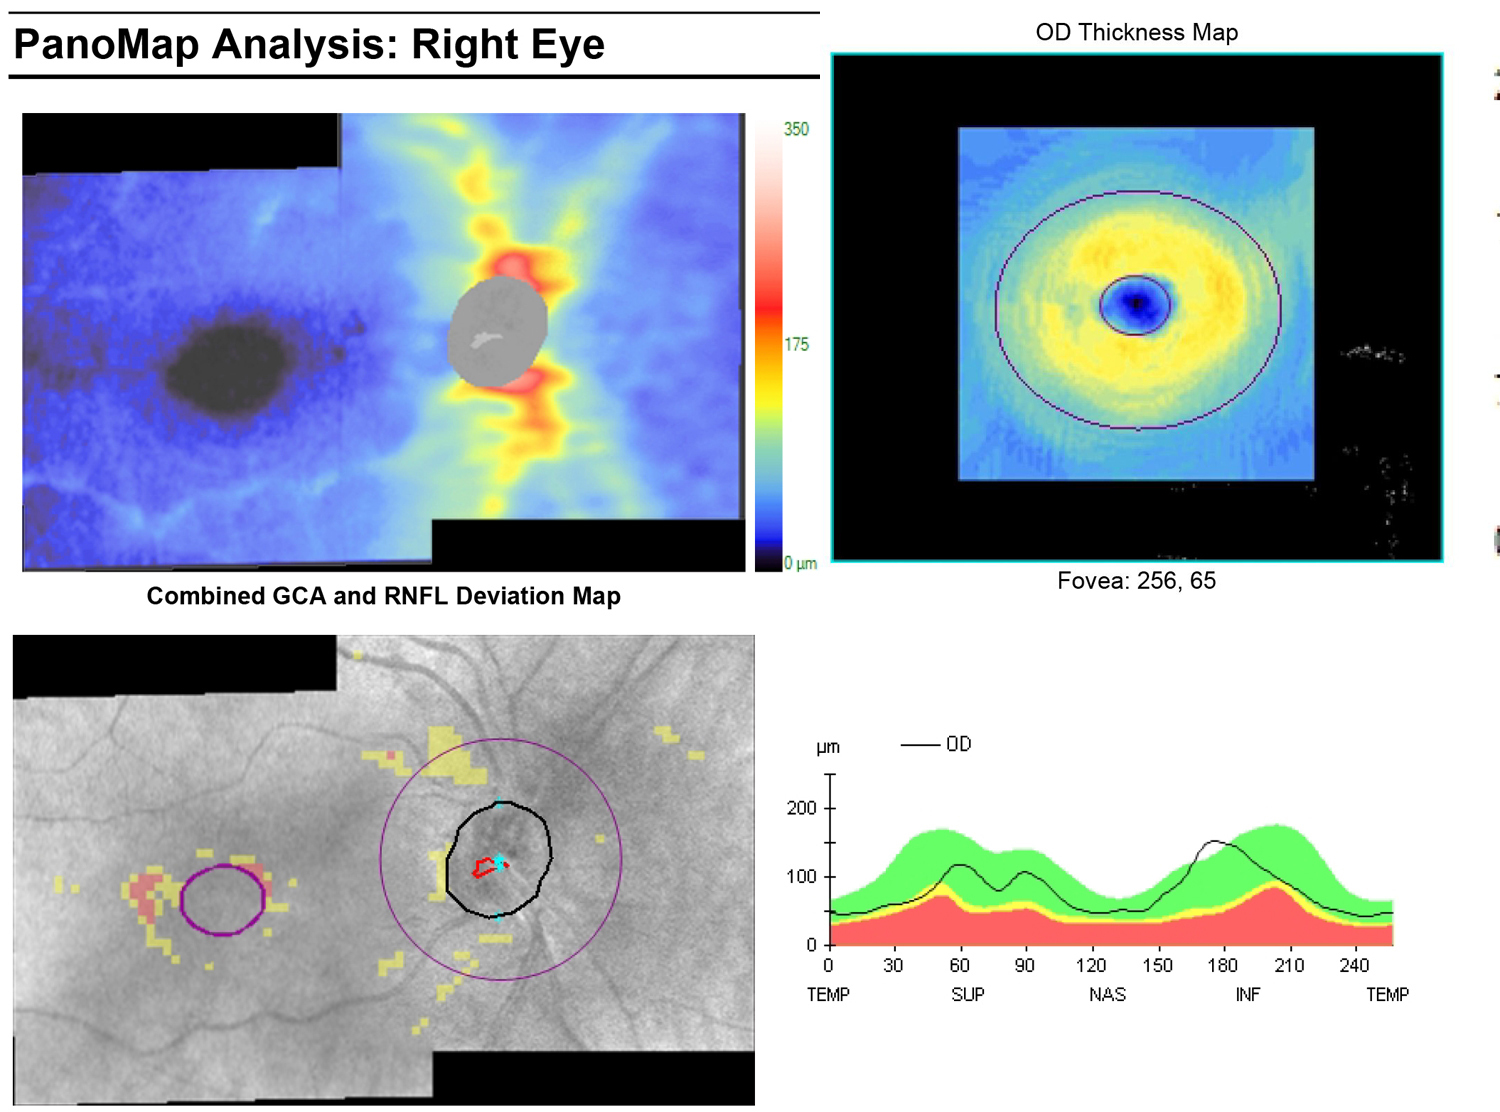 PanoMap Analysis: Right Eye
OD Thickness Map
350
175
0 µm
Fovea: 256, 65
Combined GCA and RNFL Deviation Map
µm
OD
200
100
0
0 30 60 90 120 150 180 210 240
TEMP SUP NAS INF TEMP